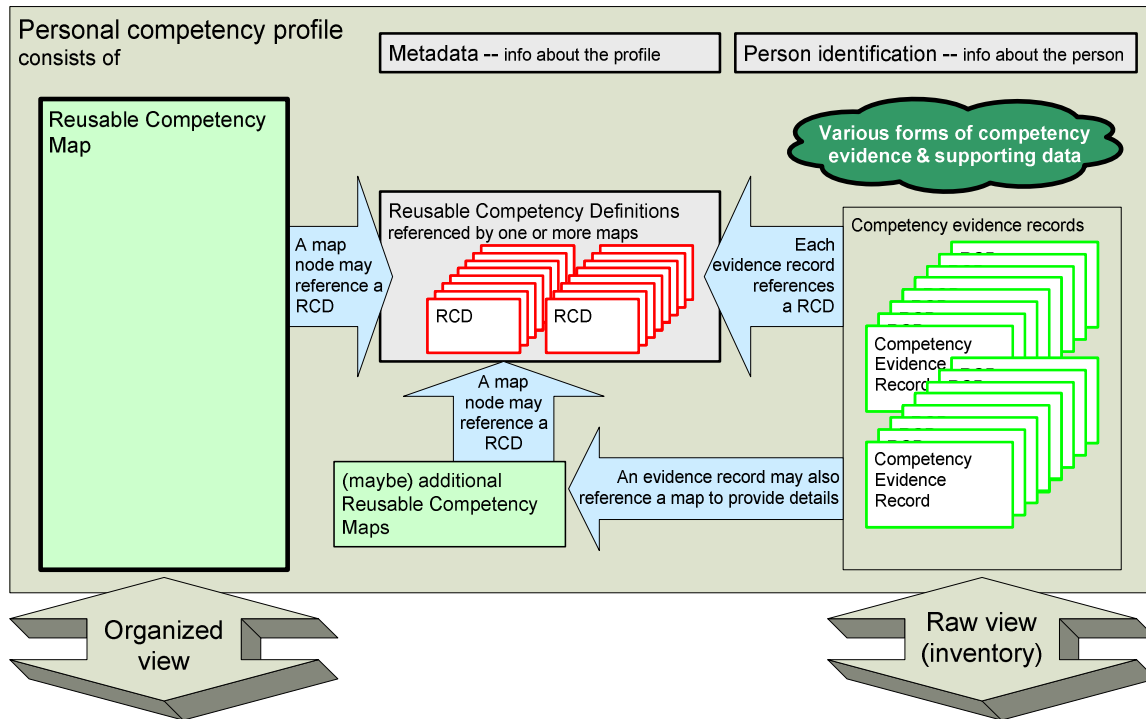 Personal competency profile
consists of
Metadata -- info about the profile
Person identification -- info about the person
Reusable Competency
Map
Various forms of competency
evidence & supporting data
Reusable Competency Definitions
referenced by one or more maps
RCD
RCD
A map
node may
reference a
RCD
Each
evidence record
references
a RCD
Competency evidence records
Competency
Evidence
Record
Competency
Evidence
Record
A map
node may
reference a
RCD
(maybe) additional
Reusable Competency
Maps
An evidence record may also
reference a map to provide details
Organized
view
Raw view
(inventory)